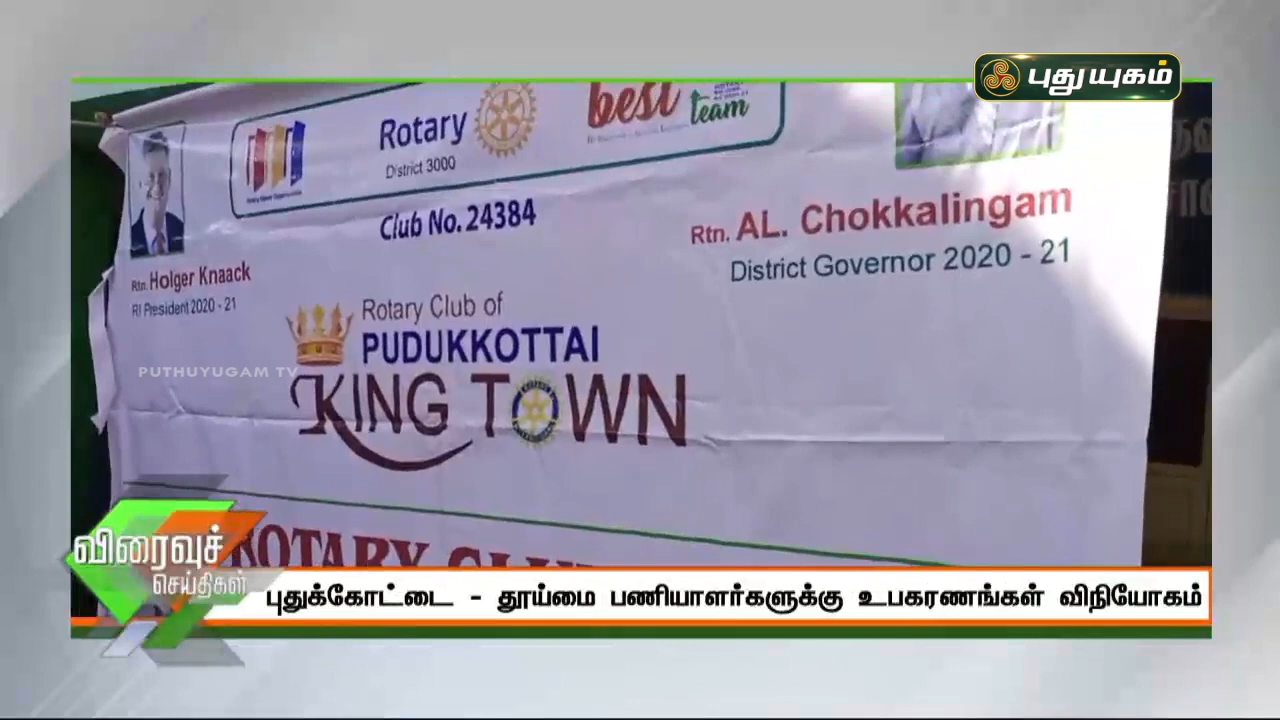 புதுயுகம்
Rotary
District 3000
best
team
Club No. 24384
Rtn. AL. Chokkalingam
District Governor 2020 - 21
Rtn. Holger Knaack
RI President 2020 - 21
Rotary Club of
PUDUKKOTTAI
KING TOWN
PUTHUYUGAM TV
ROTARY
விரைவுச்
செய்திகள்
புதுக்கோட்டை - தூய்மை பணியாளர்களுக்கு உபகரணங்கள் விநியோகம்